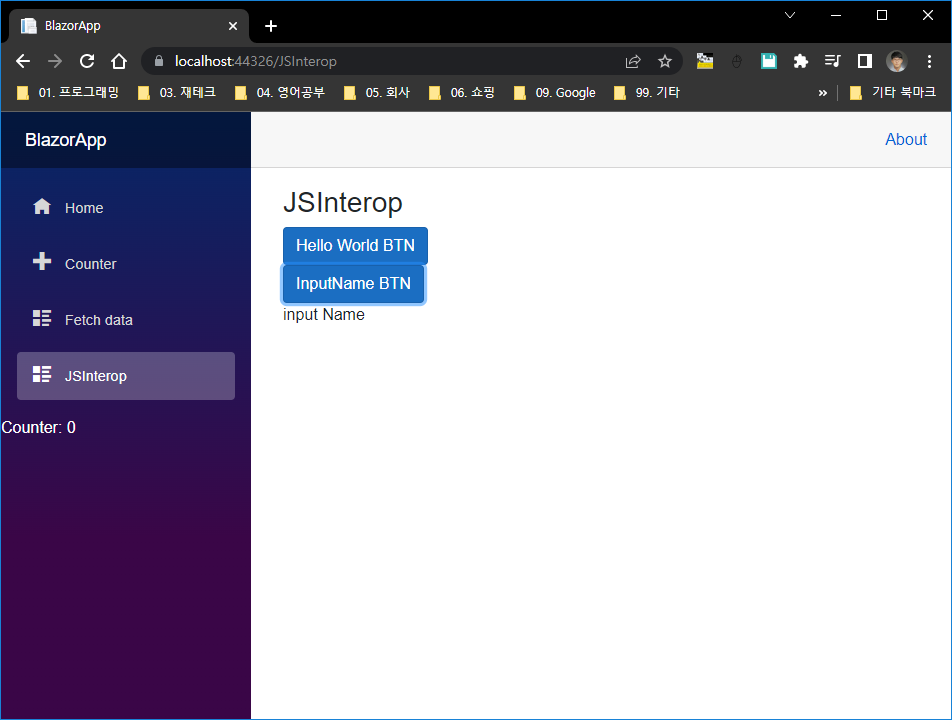 BlazorApp
localhost:44326/JSInterop
01. 프로그래밍 03. 재테크 04. 영어공부 05. 회사 06. 쇼핑 09. Google 99. 기타 » 기타 북마크
BlazorApp
About
Home
Counter
Fetch data
JSInterop
Counter: 0
JSInterop
Hello World BTN
InputName BTN
input Name